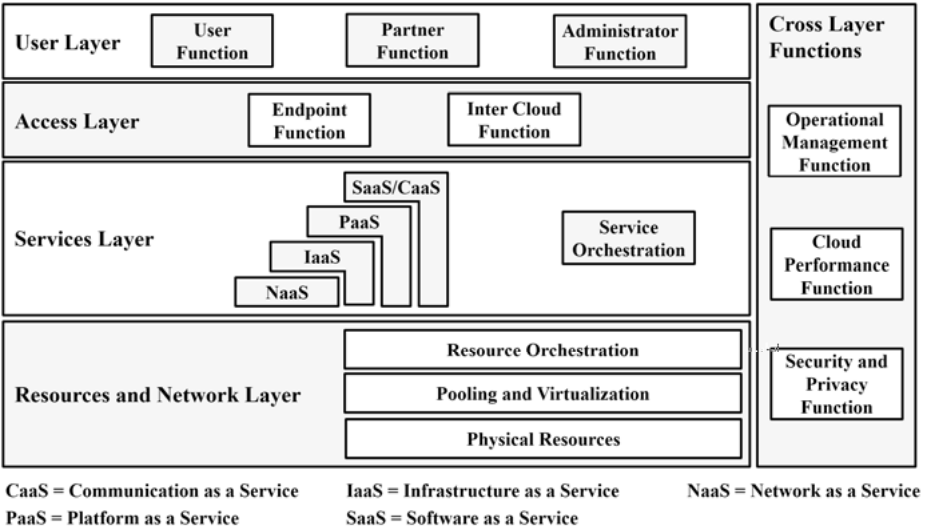 User Layer
User
Function
Partner
Function
Administrator
Function
Cross Layer
Functions
Access Layer
Endpoint
Function
Inter Cloud
Function
Operational
Management
Function
Services Layer
SaaS/CaaS
PaaS
IaaS
NaaS
Service
Orchestration
Cloud
Performance
Function
Resources and Network Layer
Resource Orchestration
Pooling and Virtualization
Physical Resources
Security and
Privacy
Function
CaaS = Communication as a Service
IaaS = Infrastructure as a Service
NaaS = Network as a Service
PaaS = Platform as a Service
SaaS = Software as a Service